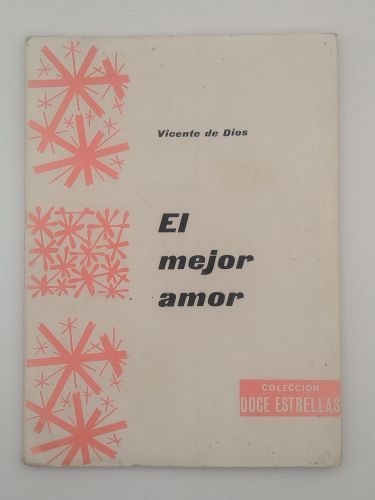 Vicente de Dios
El
mejor
amor
COLECCION
DOCE ESTRELLAS